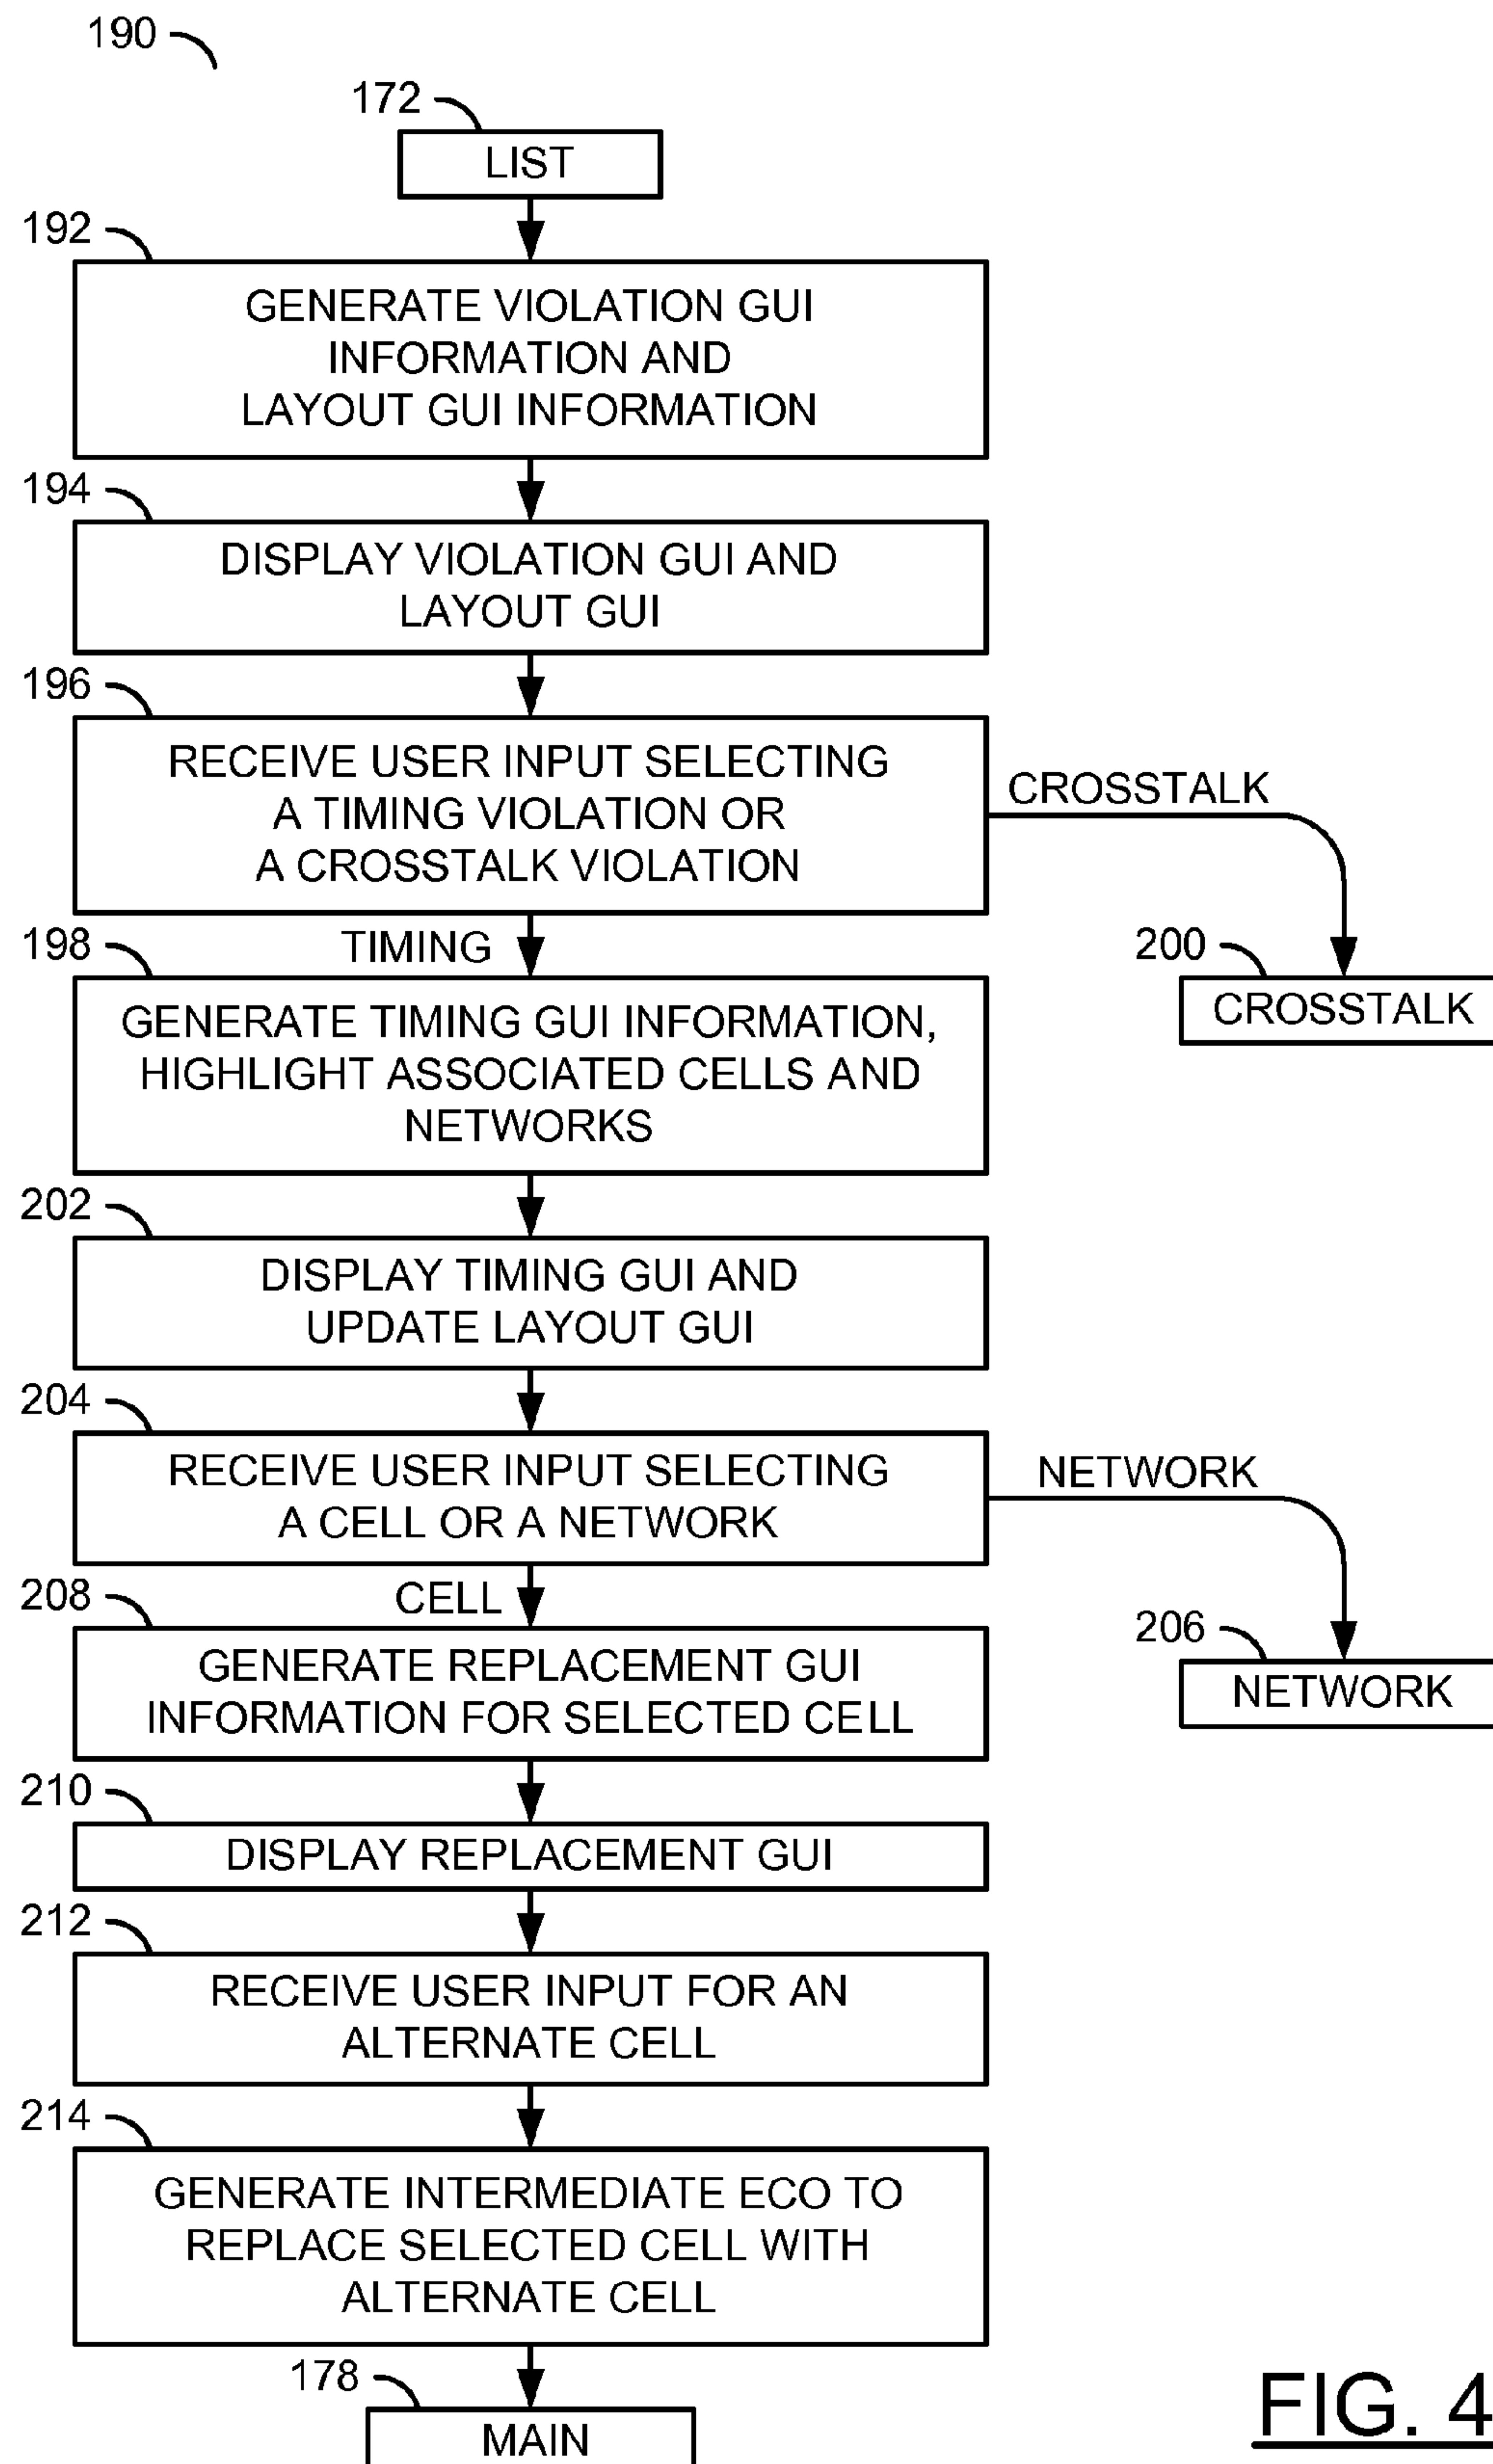 190
172
LIST
192
GENERATE VIOLATION GUI
INFORMATION AND
LAYOUT GUI INFORMATION
194
DISPLAY VIOLATION GUI AND
LAYOUT GUI
196
RECEIVE USER INPUT SELECTING
A TIMING VIOLATION OR
A CROSSTALK VIOLATION
CROSSTALK
198
TIMING
200
CROSSTALK
GENERATE TIMING GUI INFORMATION,
HIGHLIGHT ASSOCIATED CELLS AND
NETWORKS
202
DISPLAY TIMING GUI AND
UPDATE LAYOUT GUI
204
RECEIVE USER INPUT SELECTING
A CELL OR A NETWORK
NETWORK
208
CELL
206
NETWORK
GENERATE REPLACEMENT GUI
INFORMATION FOR SELECTED CELL
210
DISPLAY REPLACEMENT GUI
212
RECEIVE USER INPUT FOR AN
ALTERNATE CELL
214
GENERATE INTERMEDIATE ECO TO
REPLACE SELECTED CELL WITH
ALTERNATE CELL
178
MAIN
FIG. 4